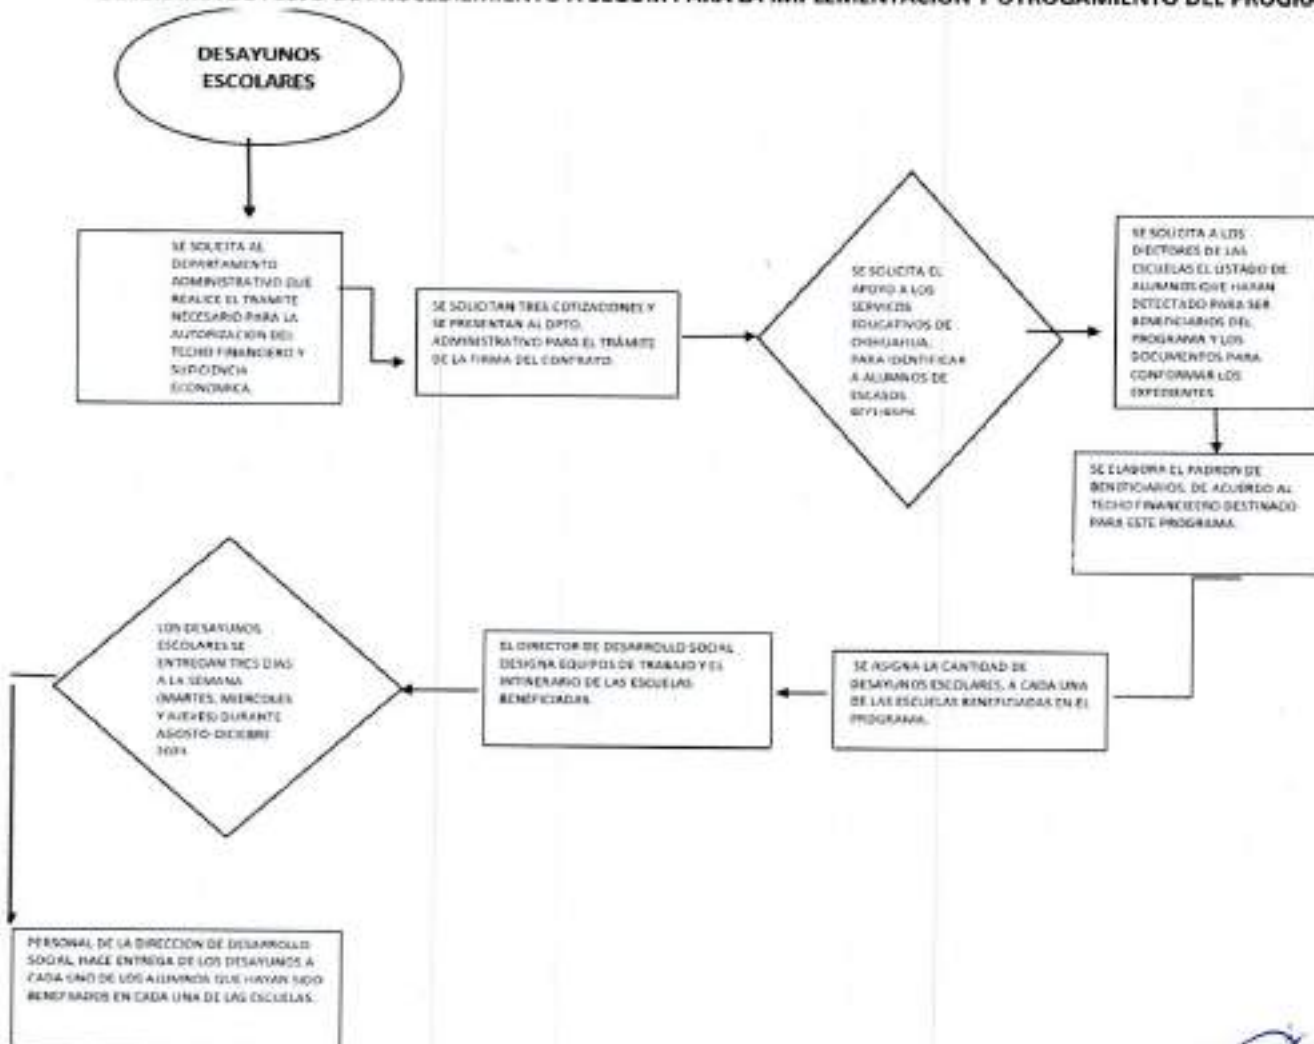 PARA LA IMPLEMENTACIÓN Y OTROGAMIENTO DEL
DESAYUNOS
ESCOLARES
SE SOLICITA AL
DEPARTAMENTO
ADMINISTRATIVO QUE
REALICE EL TRAMITE
NECESARIO PARA LA
AUTORIZACION DEL
TECHO FINANCIERO Y
SUFICIENCIA
ECONOMICA.
SE SOLICITAN TRES COTIZACIONES Y
SE PRESENTAN AL DPTO.
ADMINISTRATIVO PARA EL TRÁMITE
DE LA FIRMA DEL CONTRATO.
SE SOLICITA EL
APOYO A LOS
SERVICIOS
EDUCATIVOS DE
CHIHUAHUA,
PARA IDENTIFICAR
A ALUMNOS DE
ESCASOS
SE SOLICITA A LOS
DIECTORES DE LAS
ESCUELAS EL LISTADO DE
ALUMNOS QUE HAYAN
DETECTADO PARA SER
BENEFICIARIOS DEL
PROGRAMA Y LOS
DOCUMENTOS PARA
CONFORMAR LOS
EXPEDIENTES
SE ELABORA EL PADRON DE
BENEFICIARIOS, DE ACUERDO AL
TECHO FINANCIERO DESTINADO
PARA ESTE PROGRAMA.
SE ASIGNA LA CANTIDAD DE
DESAYUNOS ESCOLARES, A CADA UNA
DE LAS ESCUELAS BENEFICIADAS EN EL
PROGRAMA.
EL DIRECTOR DE DESARROLLO SOCIAL
DESIGNA EQUIPOS DE TRABAJO Y EL
INTINERARIO DE LAS ESCUELAS
BENEFICIADAS.
LOS DESAYUNOS
ESCOLARES SE
ENTREGAN TRES DIAS
A LA SEMANA
(MARTES, MIERCOLES
Y JUEVES) DURANTE
AGOSTO-DICIEBRE
PERSONAL DE LA DIRECCION DE DESARROLLO
SOCIAL, HACE ENTREGA DE LOS DESAYUNOS A
CADA UNO DE LOS ALUMNOS QUE HAYAN SIDO
BENEFIIADOS EN CADA UNA DE LAS ESCUELAS.